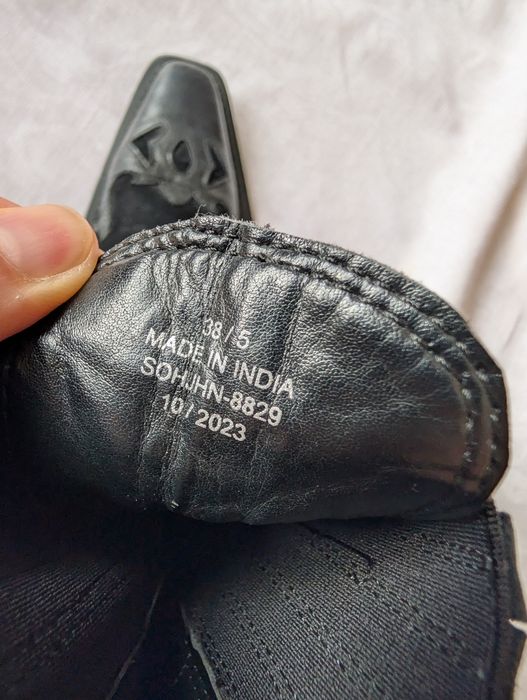 38 / 5
MADE IN INDIA
SOHJHN-8829
10 / 2023